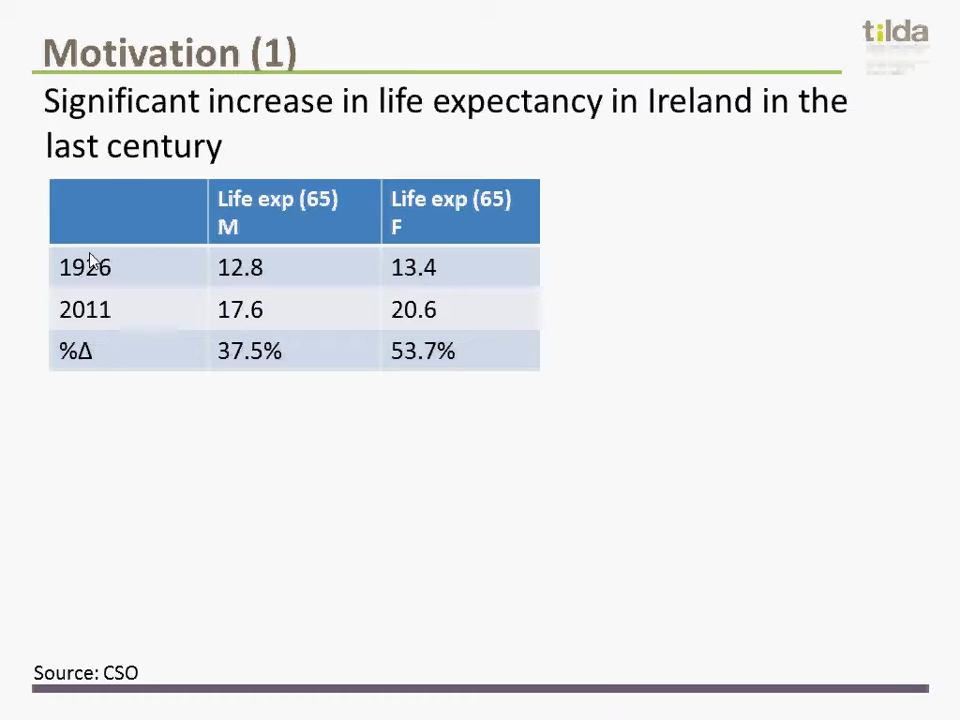 Motivation (1)
tilda
Significant increase in life expectancy in Ireland in the
last century
Life exp (65) Life exp (65)
M F
1926 12.8 13.4
2011 17.6 20.6
%Δ 37.5% 53.7%
Source: CSO